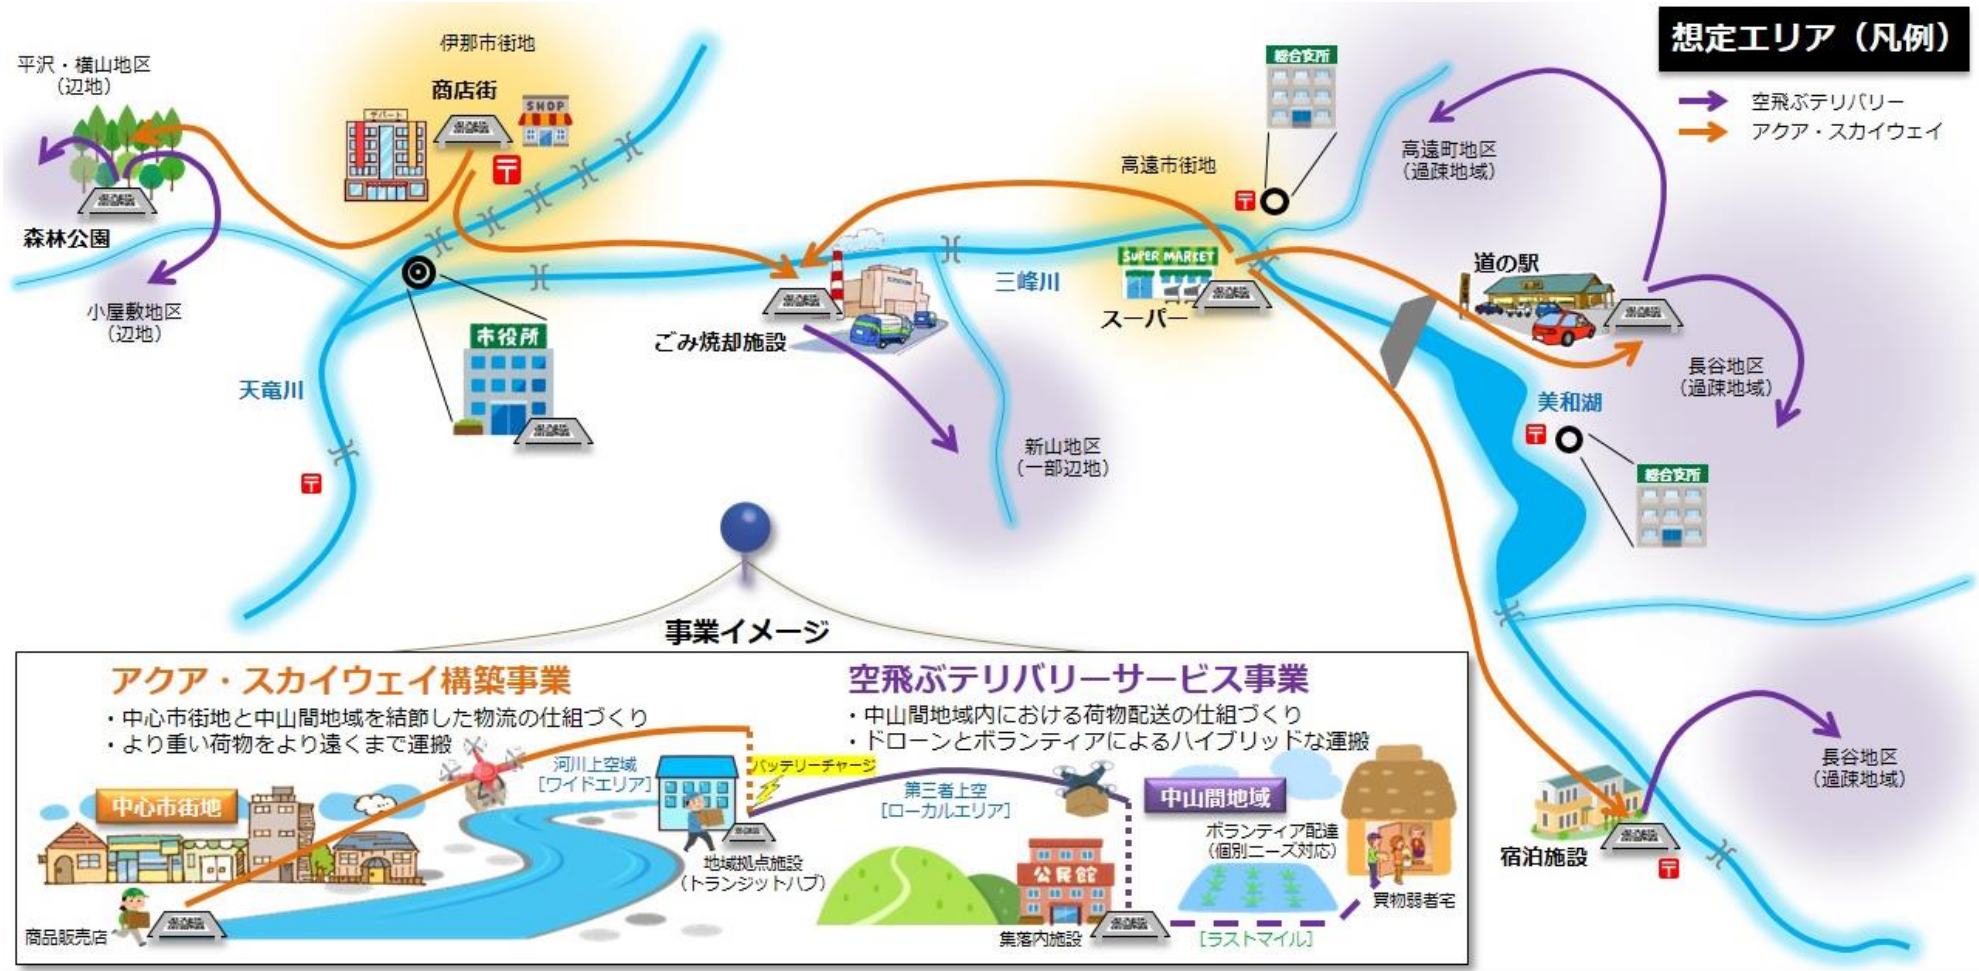 想定エリア（凡例）
空飛ぶデリバリー
アクア・スカイウェイ
平沢・横山地区
（辺地）
伊那市街地
商店街
デパート
SHOP
森林公園
小屋敷地区
（辺地）
天竜川
市役所
ごみ焼却施設
三峰川
新山地区
（一部辺地）
高遠市街地
総合支所
SUPER MARKET
スーパー
高遠町地区
（過疎地域）
道の駅
長谷地区
（過疎地域）
美和湖
総合支所
長谷地区
（過疎地域）
宿泊施設
事業イメージ
アクア・スカイウェイ構築事業
・中心市街地と中山間地域を結節した物流の仕組づくり
・より重い荷物をより遠くまで運搬
中心市街地
商品販売店
河川上空域
［ワイドエリア］
バッテリーチャージ
地域拠点施設
（トランジットハブ）
空飛ぶデリバリーサービス事業
・中山間地域内における荷物配送の仕組づくり
・ドローンとボランティアによるハイブリッドな運搬
第三者上空
［ローカルエリア］
中山間地域
ボランティア配達
（個別ニーズ対応）
公民館
集落内施設
［ラストマイル］
買物弱者宅